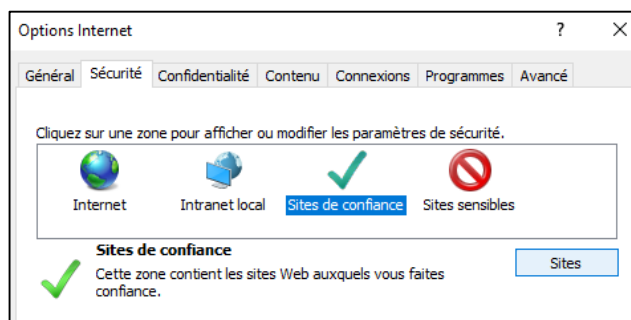 Options Internet ? ×
Général Sécurité Confidentialité Contenu Connexions Programmes Avancé
Cliquez sur une zone pour afficher ou modifier les paramètres de sécurité.
Internet Intranet local Sites de confiance Sites sensibles
Sites de confiance
Cette zone contient les sites Web auxquels vous faites
confiance.
Sites